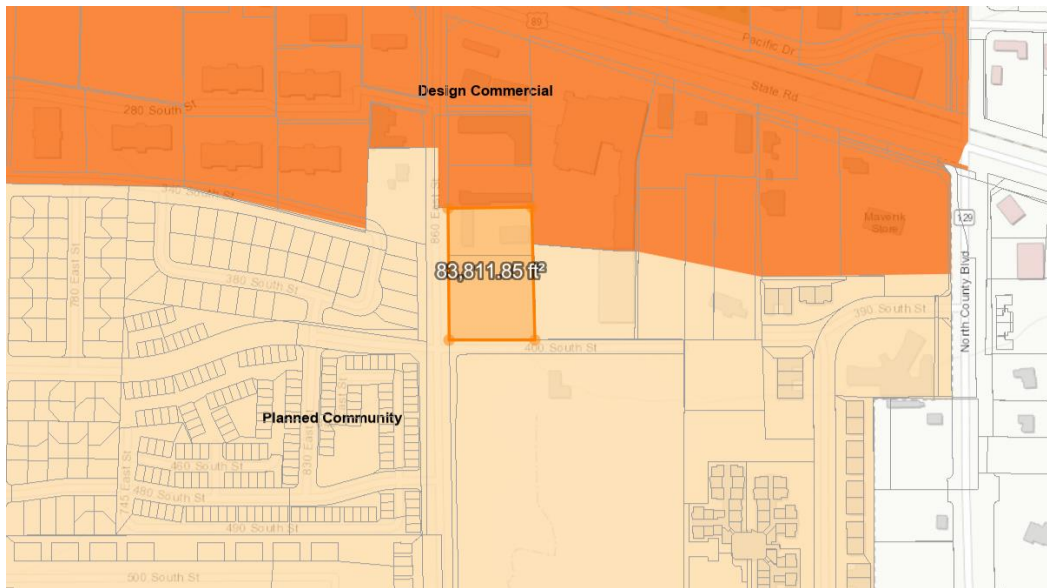 89
Pacific Dr
State Rd
Design Commercial
280 South St
340 South St
860 East St
Maverik
Store
129
North County Blvd
780 East St
380 South St
83,811.85 ft²
390 South St
400 South St
Planned Community
830 East St
460 South St
745 East St
480 South St
490 South St
500 South St